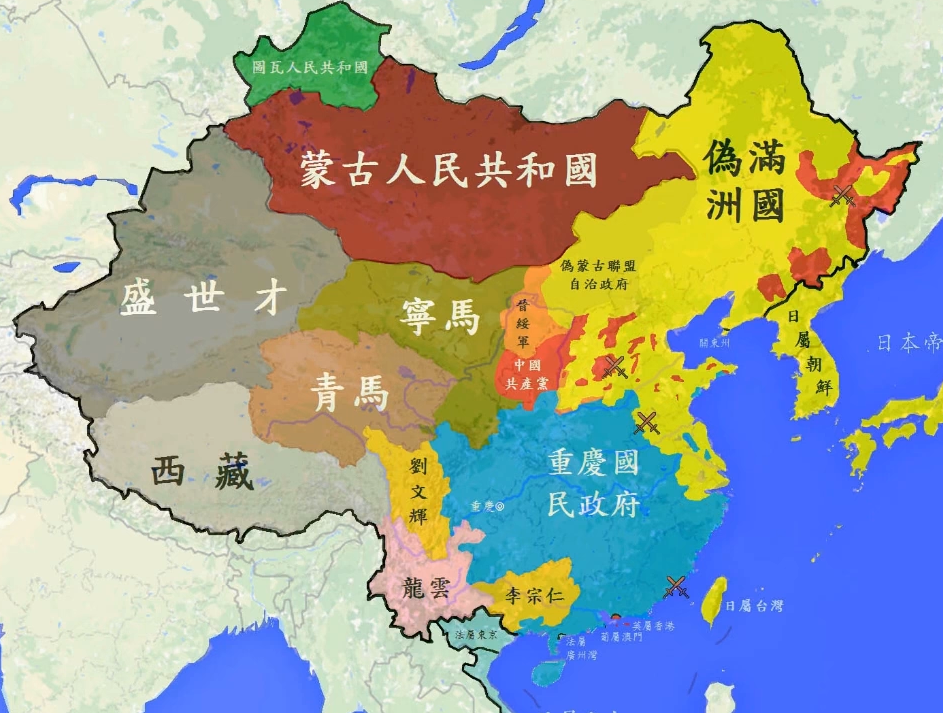 圖瓦人民共和國
蒙古人民共和國
偽滿
洲國
偽蒙古聯盟
自治政府
盛世才
寧馬
晉
綏
軍
關東州
日
屬
朝
鮮
日本帝
中國
共產黨
青馬
西藏
劉
文
輝
重慶國
民政府
重慶
龍雲
李宗仁
日屬台灣
英屬香港
葡屬澳門
法屬東京
法屬
廣州灣